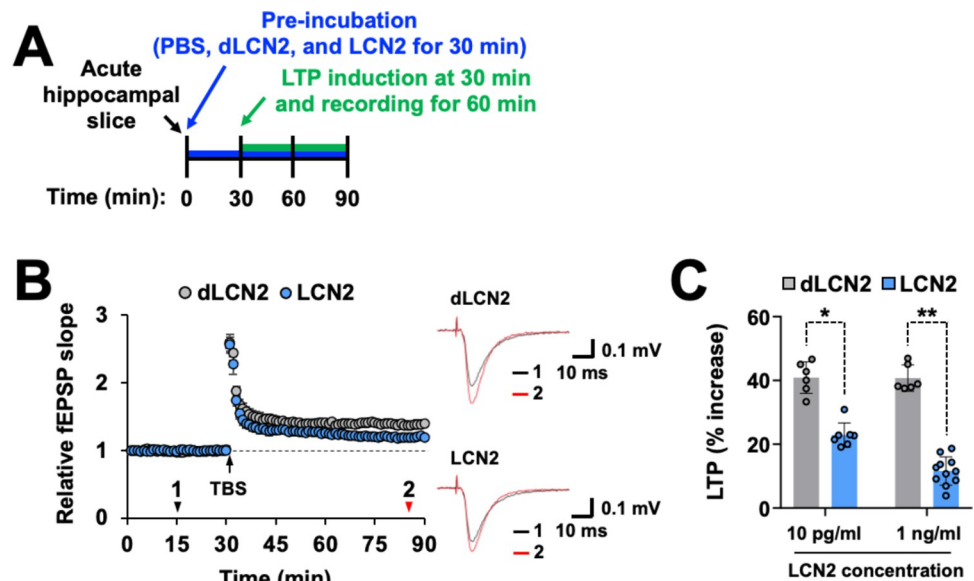 A
Pre-incubation
(PBS, dLCN2, and LCN2 for 30 min)
Acute
hippocampal
slice
LTP induction at 30 min
and recording for 60 min
Time (min): 0 30 60 90
B
dLCN2 LCN2
Relative fEPSP slope
3
2
1
0
1
TBS
2
0 15 30 45 60 75 90
Time (min)
dLCN2
0.1 mV
1 10 ms
2
LCN2
0.1 mV
1 10 ms
2
C
dLCN2 LCN2
LTP (% increase)
60
40
20
0
* **
10 pg/ml 1 ng/ml
LCN2 concentration